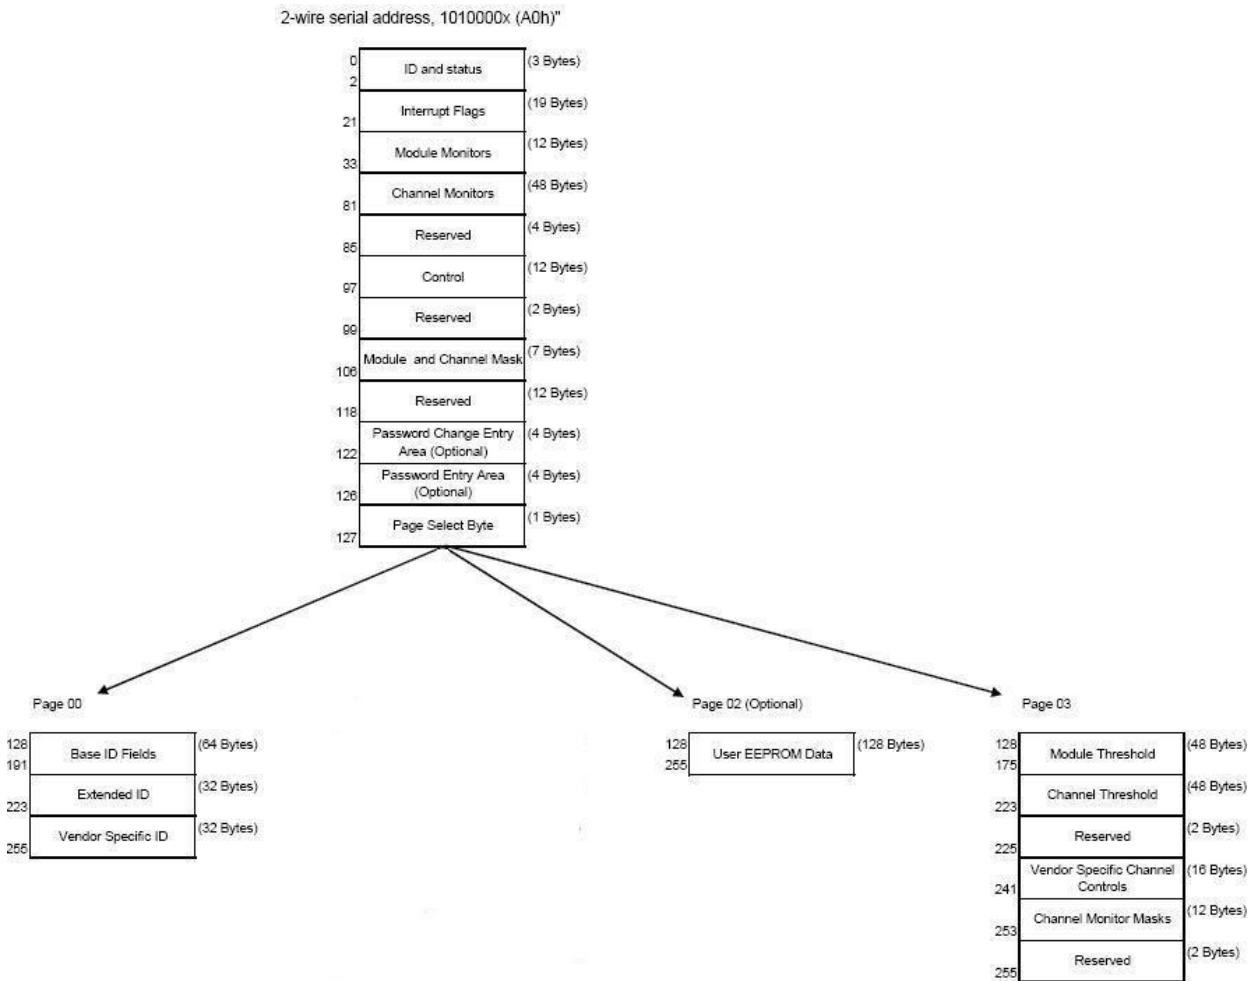 2-wire serial address, 1010000x (A0h)"
0
2
ID and status
(3 Bytes)
21
Interrupt Flags
(19 Bytes)
33
Module Monitors
(12 Bytes)
81
Channel Monitors
(48 Bytes)
85
Reserved
(4 Bytes)
97
Control
(12 Bytes)
99
Reserved
(2 Bytes)
106
Module and Channel Mask
(7 Bytes)
118
Reserved
(12 Bytes)
122
Password Change Entry
Area (Optional)
(4 Bytes)
126
Password Entry Area
(Optional)
(4 Bytes)
127
Page Select Byte
(1 Bytes)
Page 00
128
191
Base ID Fields
(64 Bytes)
223
Extended ID
(32 Bytes)
255
Vendor Specific ID
(32 Bytes)
Page 02 (Optional)
128
255
User EEPROM Data
(128 Bytes)
Page 03
128
175
Module Threshold
(48 Bytes)
223
Channel Threshold
(48 Bytes)
225
Reserved
(2 Bytes)
241
Vendor Specific Channel
Controls
(16 Bytes)
253
Channel Monitor Masks
(12 Bytes)
255
Reserved
(2 Bytes)